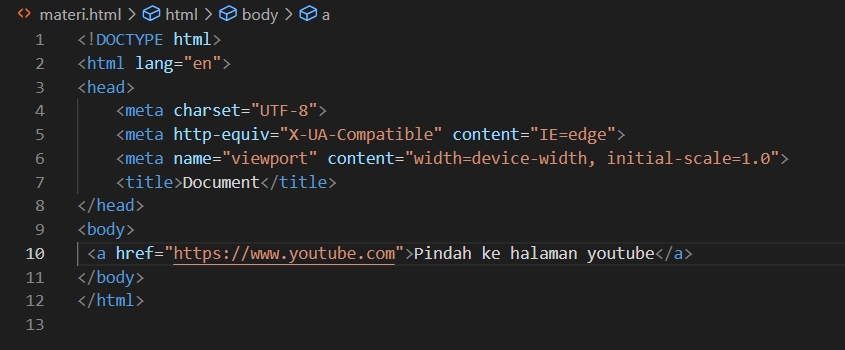 materi.html > html > body > a
1 <!DOCTYPE html>
2 <html lang="en">
3 <head>
4     <meta charset="UTF-8">
5     <meta http-equiv="X-UA-Compatible" content="IE=edge">
6     <meta name="viewport" content="width=device-width, initial-scale=1.0">
7     <title>Document</title>
8 </head>
9 <body>
10  <a href="https://www.youtube.com">Pindah ke halaman youtube</a>
11 </body>
12 </html>
13